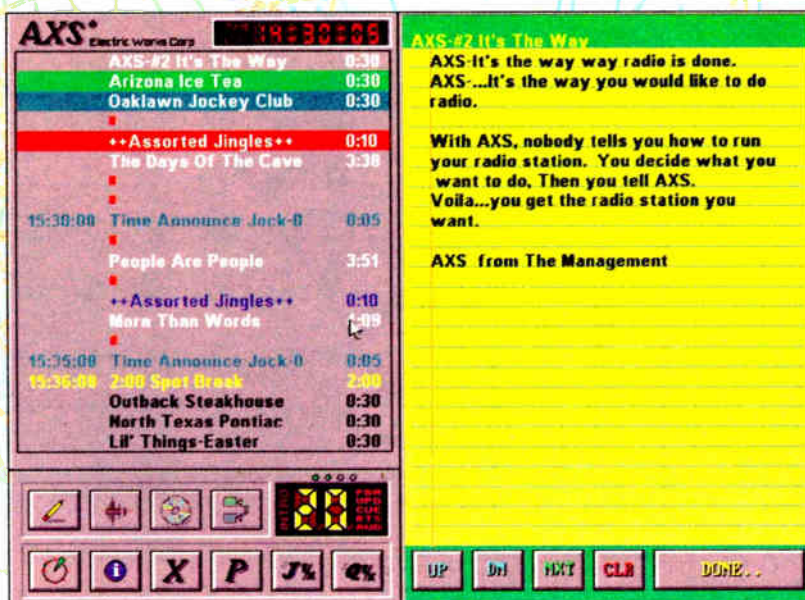 AXS
Electric Works Corp
14:30:06
AXS-#2 It's The Way 0:30
Arizona Ice Tea 0:30
Oaklawn Jockey Club 0:30
++Assorted Jingles++ 0:10
The Days Of The Cave 3:38
15:30:00 Time Announce Jock-0 0:05
People Are People 3:51
++Assorted Jingles++ 0:10
More Than Words 4:09
15:35:00 Time Announce Jock-0 0:05
15:36:00 2:00 Spot Break 2:00
Outback Steakhouse 0:30
North Texas Pontiac 0:30
Lil' Things-Easter 0:30
INTRO
X P J%
AXS-#2 It's The Way
AXS-It's the way way radio is done.
AXS-...It's the way you would like to do
radio.
With AXS, nobody tells you how to run
your radio station. You decide what you
want to do, Then you tell AXS.
Voila...you get the radio station you
want.
AXS from The Management
UP DN NXT CLR DONE..